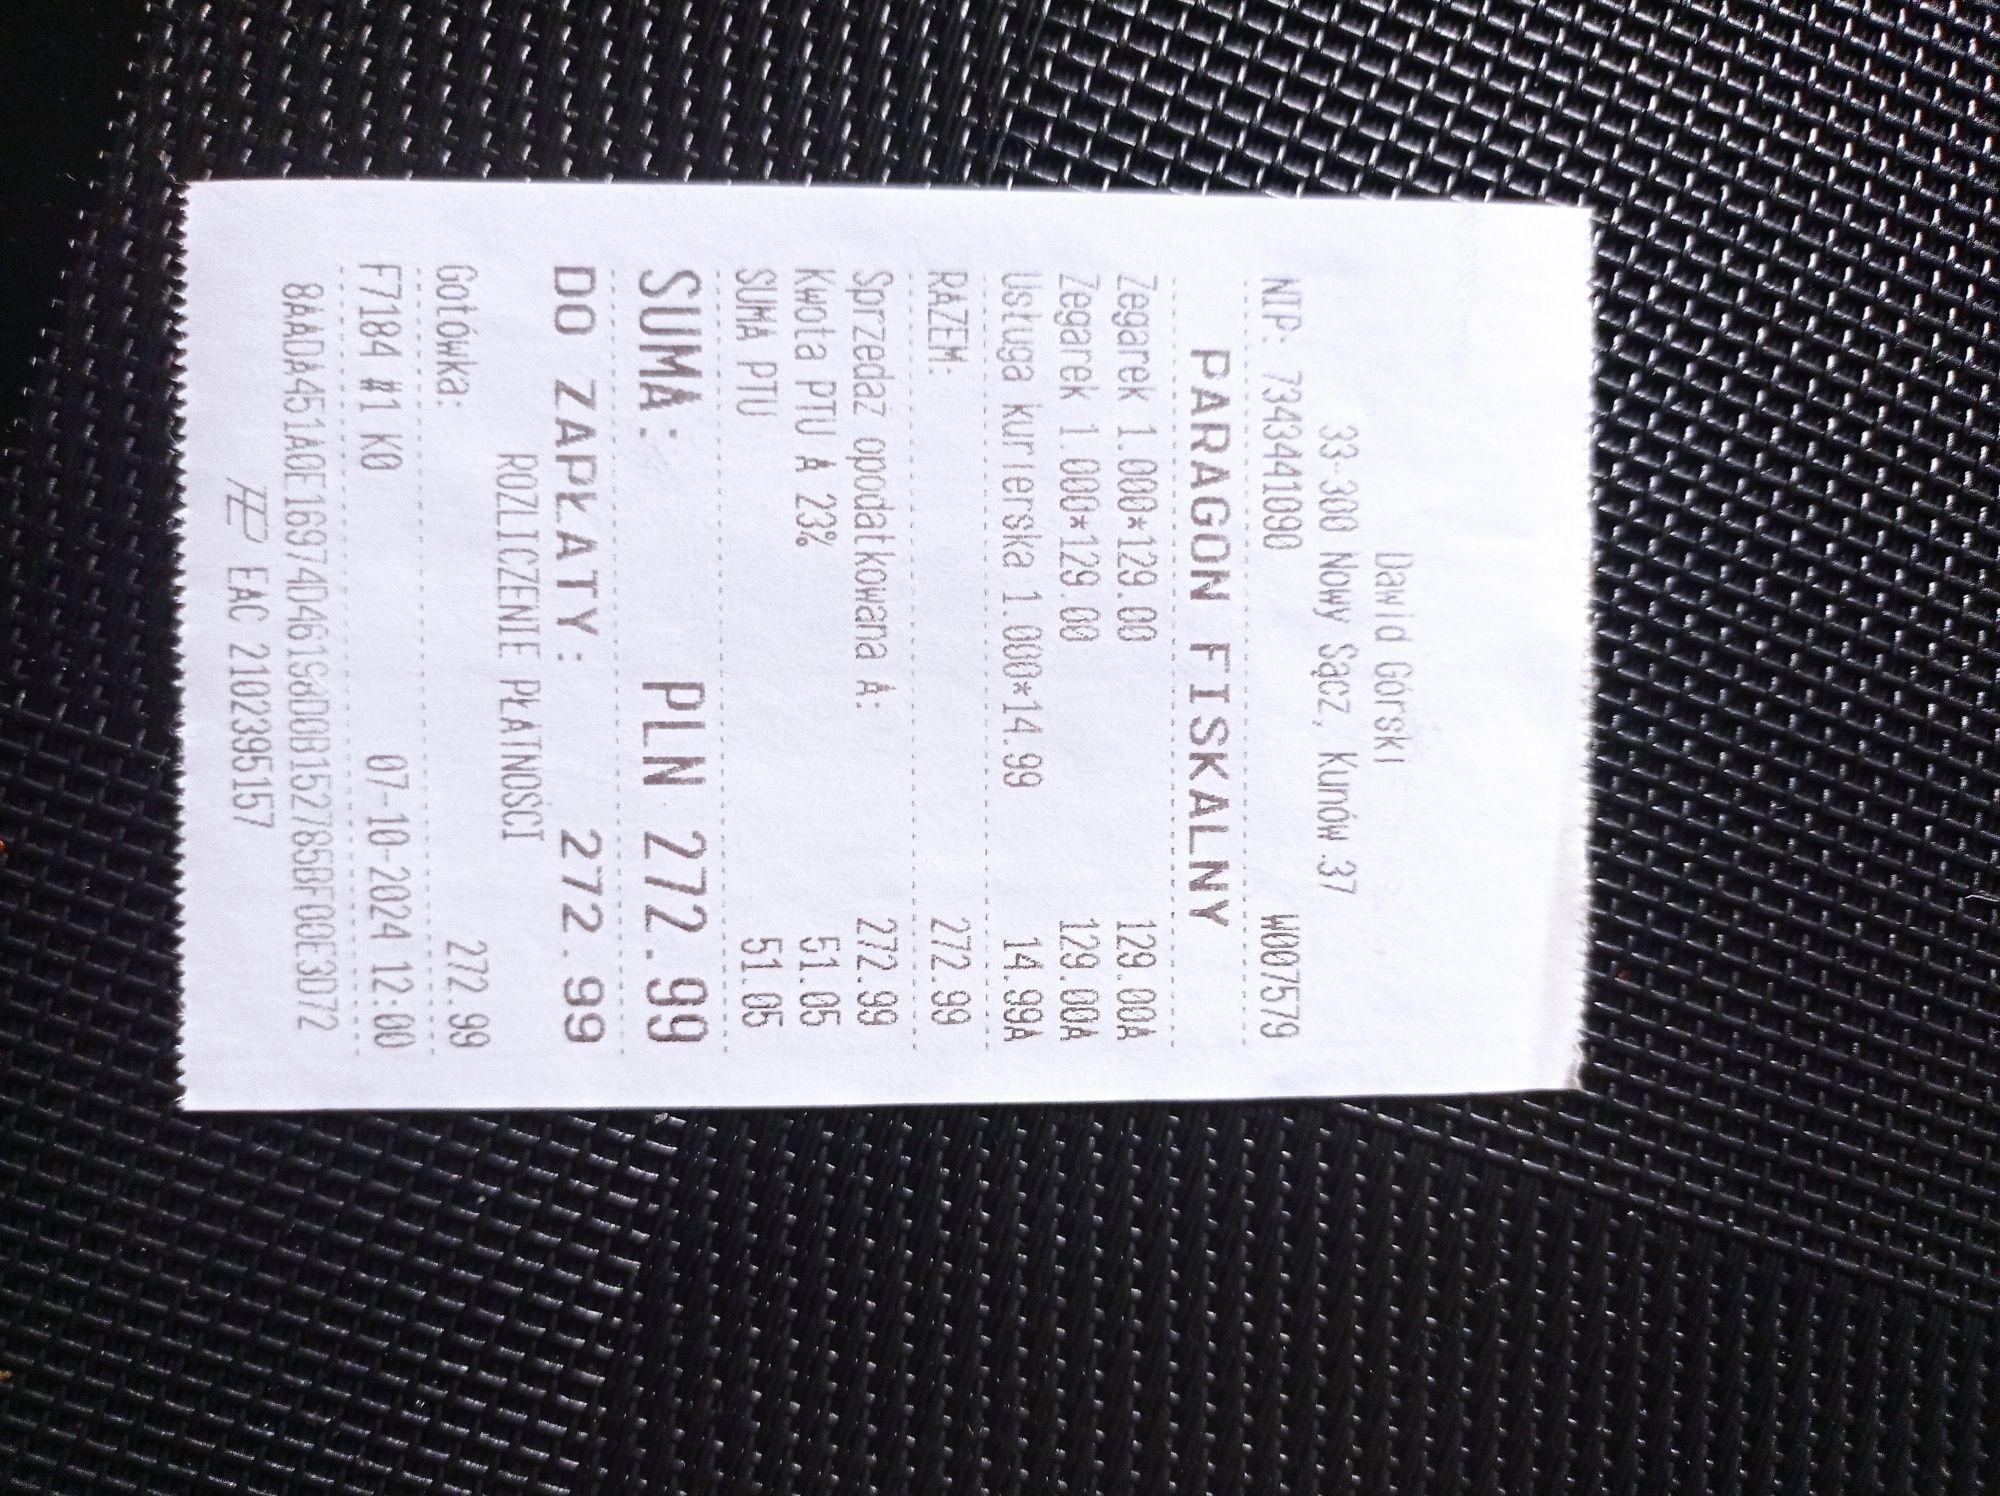 Dawid Górski
33-300 Nowy Sącz, Kunów 37
NIP: 7343441090 W007579
PARAGON FISKALNY
Zegarek 1.000*129.00 129.00A
Zegarek 1.000*129.00 129.00A
Usługa kurierska 1.000*14.99 14.99A
RAZEM: 272.99
Sprzedaż opodatkowana A: 272.99
Kwota PTU A 23% 51.05
SUMA PTU 51.05
SUMA: PLN 272.99
DO ZAPŁATY: 272.99
ROZLICZENIE PŁATNOŚCI
Gotówka: 272.99
F7184 #1 KO 07-10-2024 12:00
8AADA451A0E16974D46196D0B152785BF00E3D72
EAC 2102395157